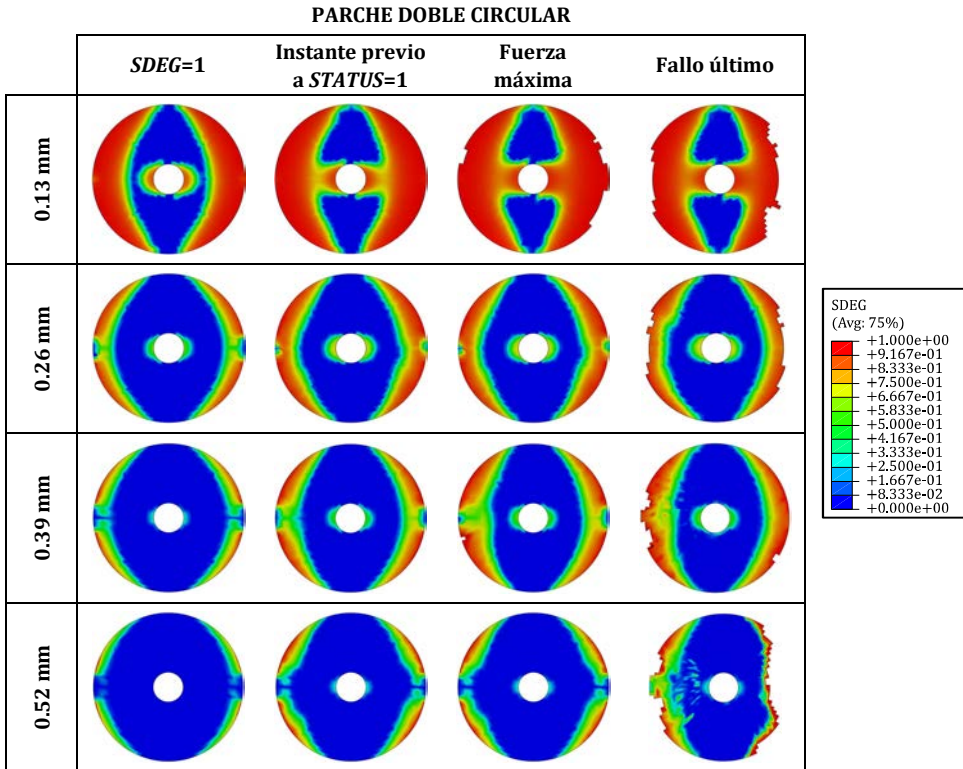 PARCHE DOBLE CIRCULAR
SDEG=1
Instante previo
a STATUS=1
Fuerza
máxima
Fallo último
0.13 mm
0.26 mm
0.39 mm
0.52 mm
SDEG
(Avg: 75%)
+1.000e+00
+9.167e-01
+8.333e-01
+7.500e-01
+6.667e-01
+5.833e-01
+5.000e-01
+4.167e-01
+3.333e-01
+2.500e-01
+1.667e-01
+8.333e-02
+0.000e+00